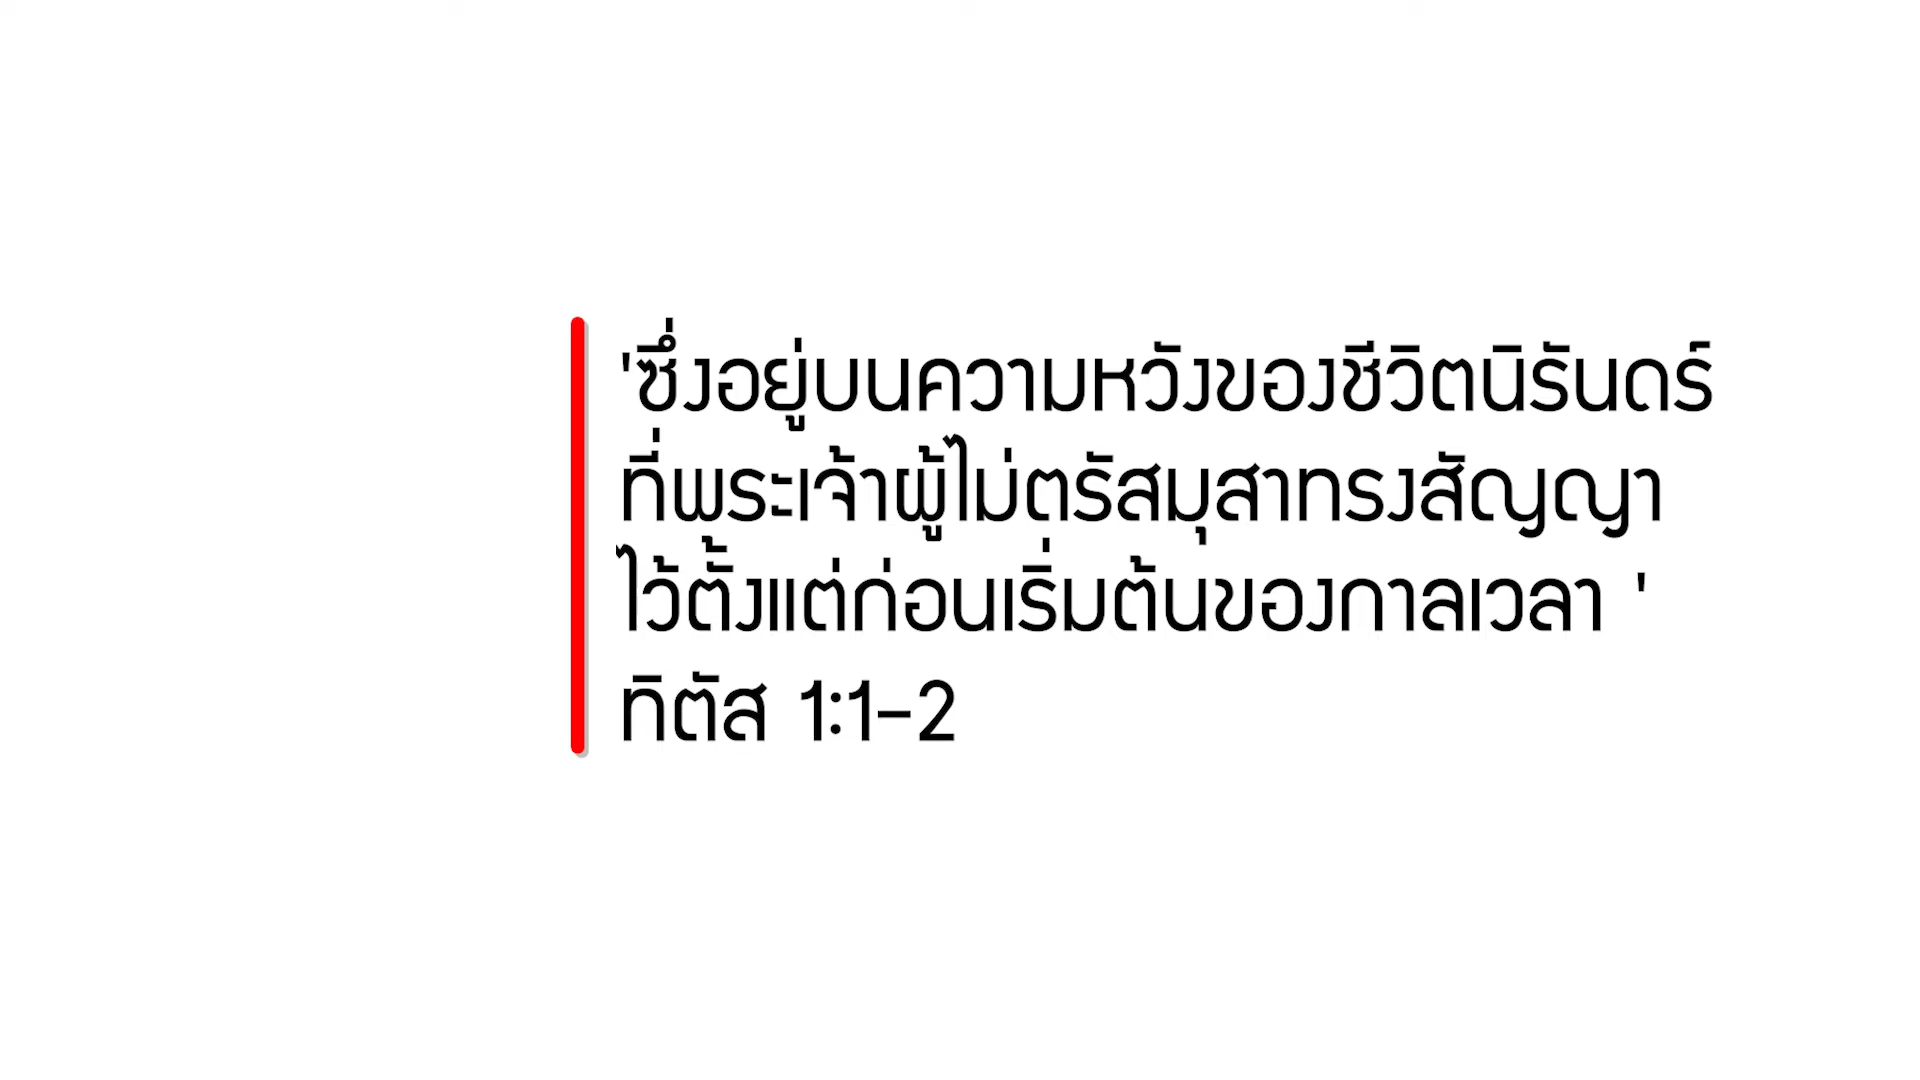 'ซึ่งอยู่บนความหวังของชีวิตนิรันดร์
ที่พระเจ้าผู้ไม่ตรัสมุสาทรงสัญญา
ไว้ตั้งแต่ก่อนเริ่มต้นของกาลเวลา '
ทิตัส 1:1-2